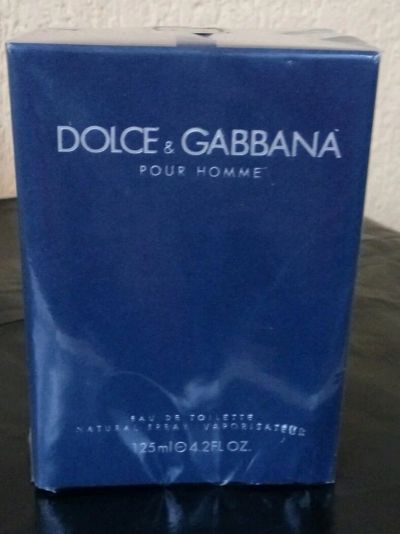 DOLCE & GABBANA
POUR HOMME
EAU DE TOILETTE
NATURAL SPRAY VAPORISATEUR
125ml ℮ 4.2FL OZ.